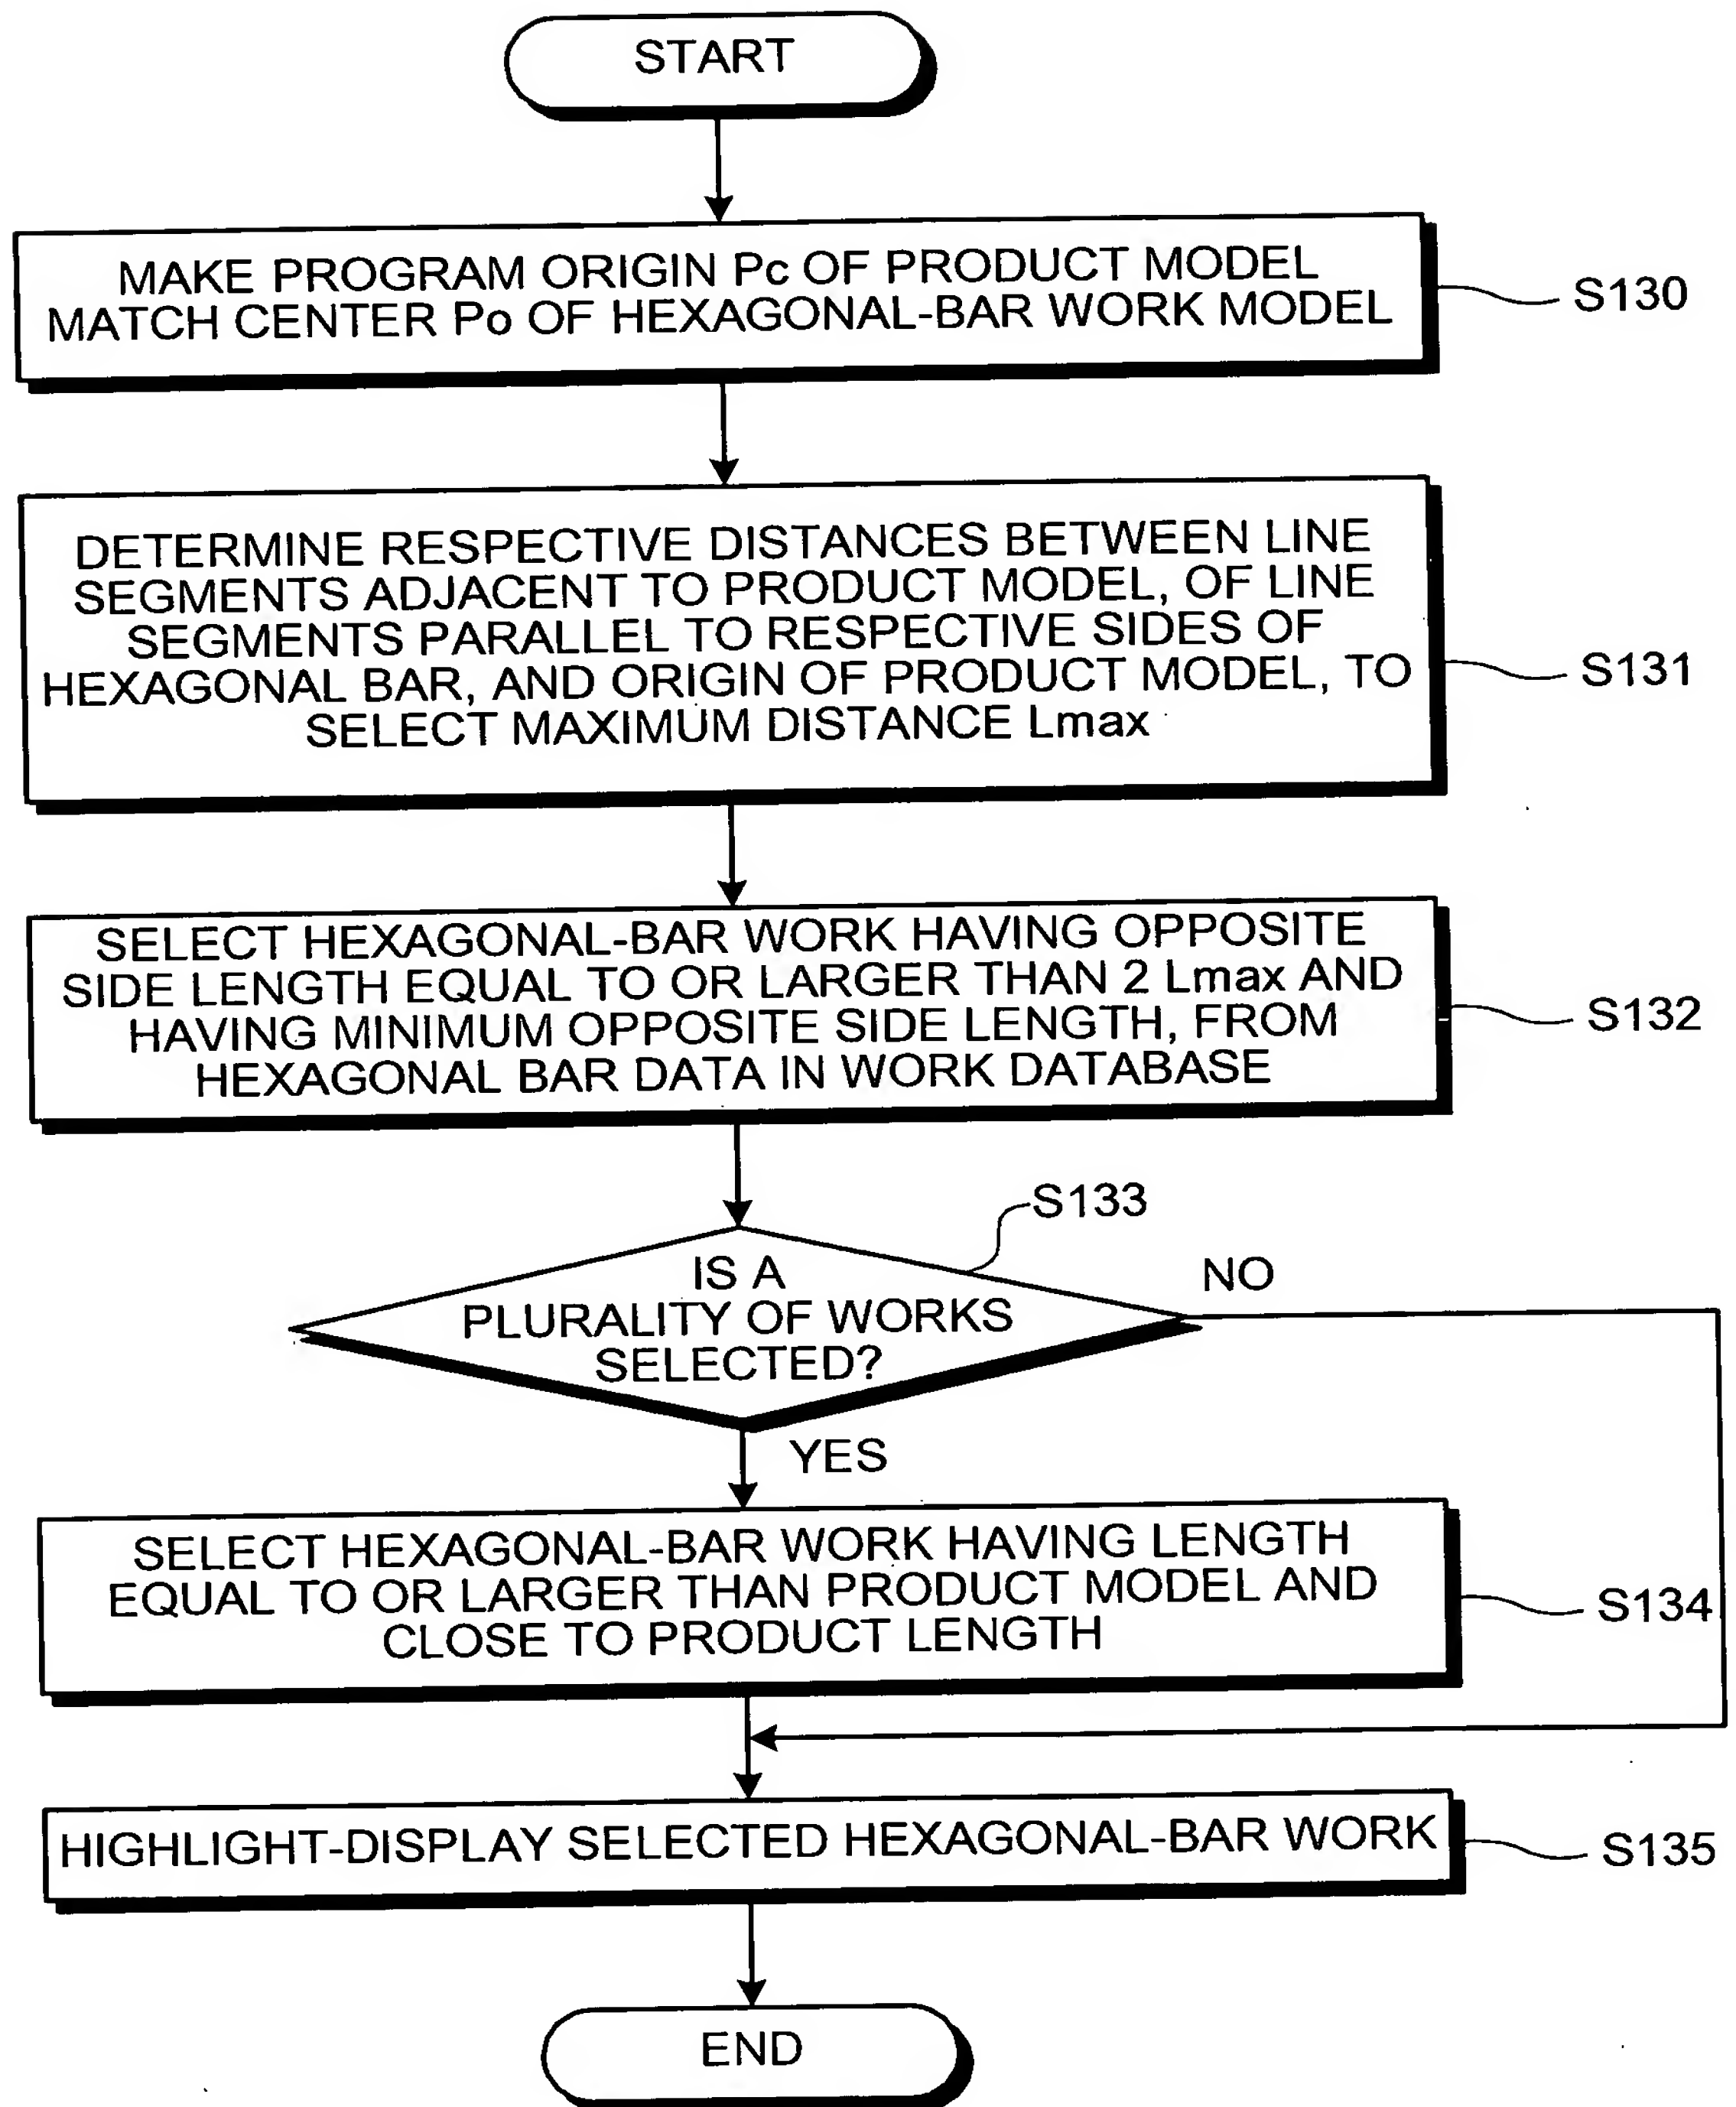 START
MAKE PROGRAM ORIGIN Pc OF PRODUCT MODEL
MATCH CENTER Po OF HEXAGONAL-BAR WORK MODEL
S130
DETERMINE RESPECTIVE DISTANCES BETWEEN LINE
SEGMENTS ADJACENT TO PRODUCT MODEL, OF LINE
SEGMENTS PARALLEL TO RESPECTIVE SIDES OF
HEXAGONAL BAR, AND ORIGIN OF PRODUCT MODEL, TO
SELECT MAXIMUM DISTANCE Lmax
S131
SELECT HEXAGONAL-BAR WORK HAVING OPPOSITE
SIDE LENGTH EQUAL TO OR LARGER THAN 2 Lmax AND
HAVING MINIMUM OPPOSITE SIDE LENGTH, FROM
HEXAGONAL BAR DATA IN WORK DATABASE
S132
S133
IS A
PLURALITY OF WORKS
SELECTED?
NO
YES
SELECT HEXAGONAL-BAR WORK HAVING LENGTH
EQUAL TO OR LARGER THAN PRODUCT MODEL AND
CLOSE TO PRODUCT LENGTH
S134
HIGHLIGHT-DISPLAY SELECTED HEXAGONAL-BAR WORK
S135
END